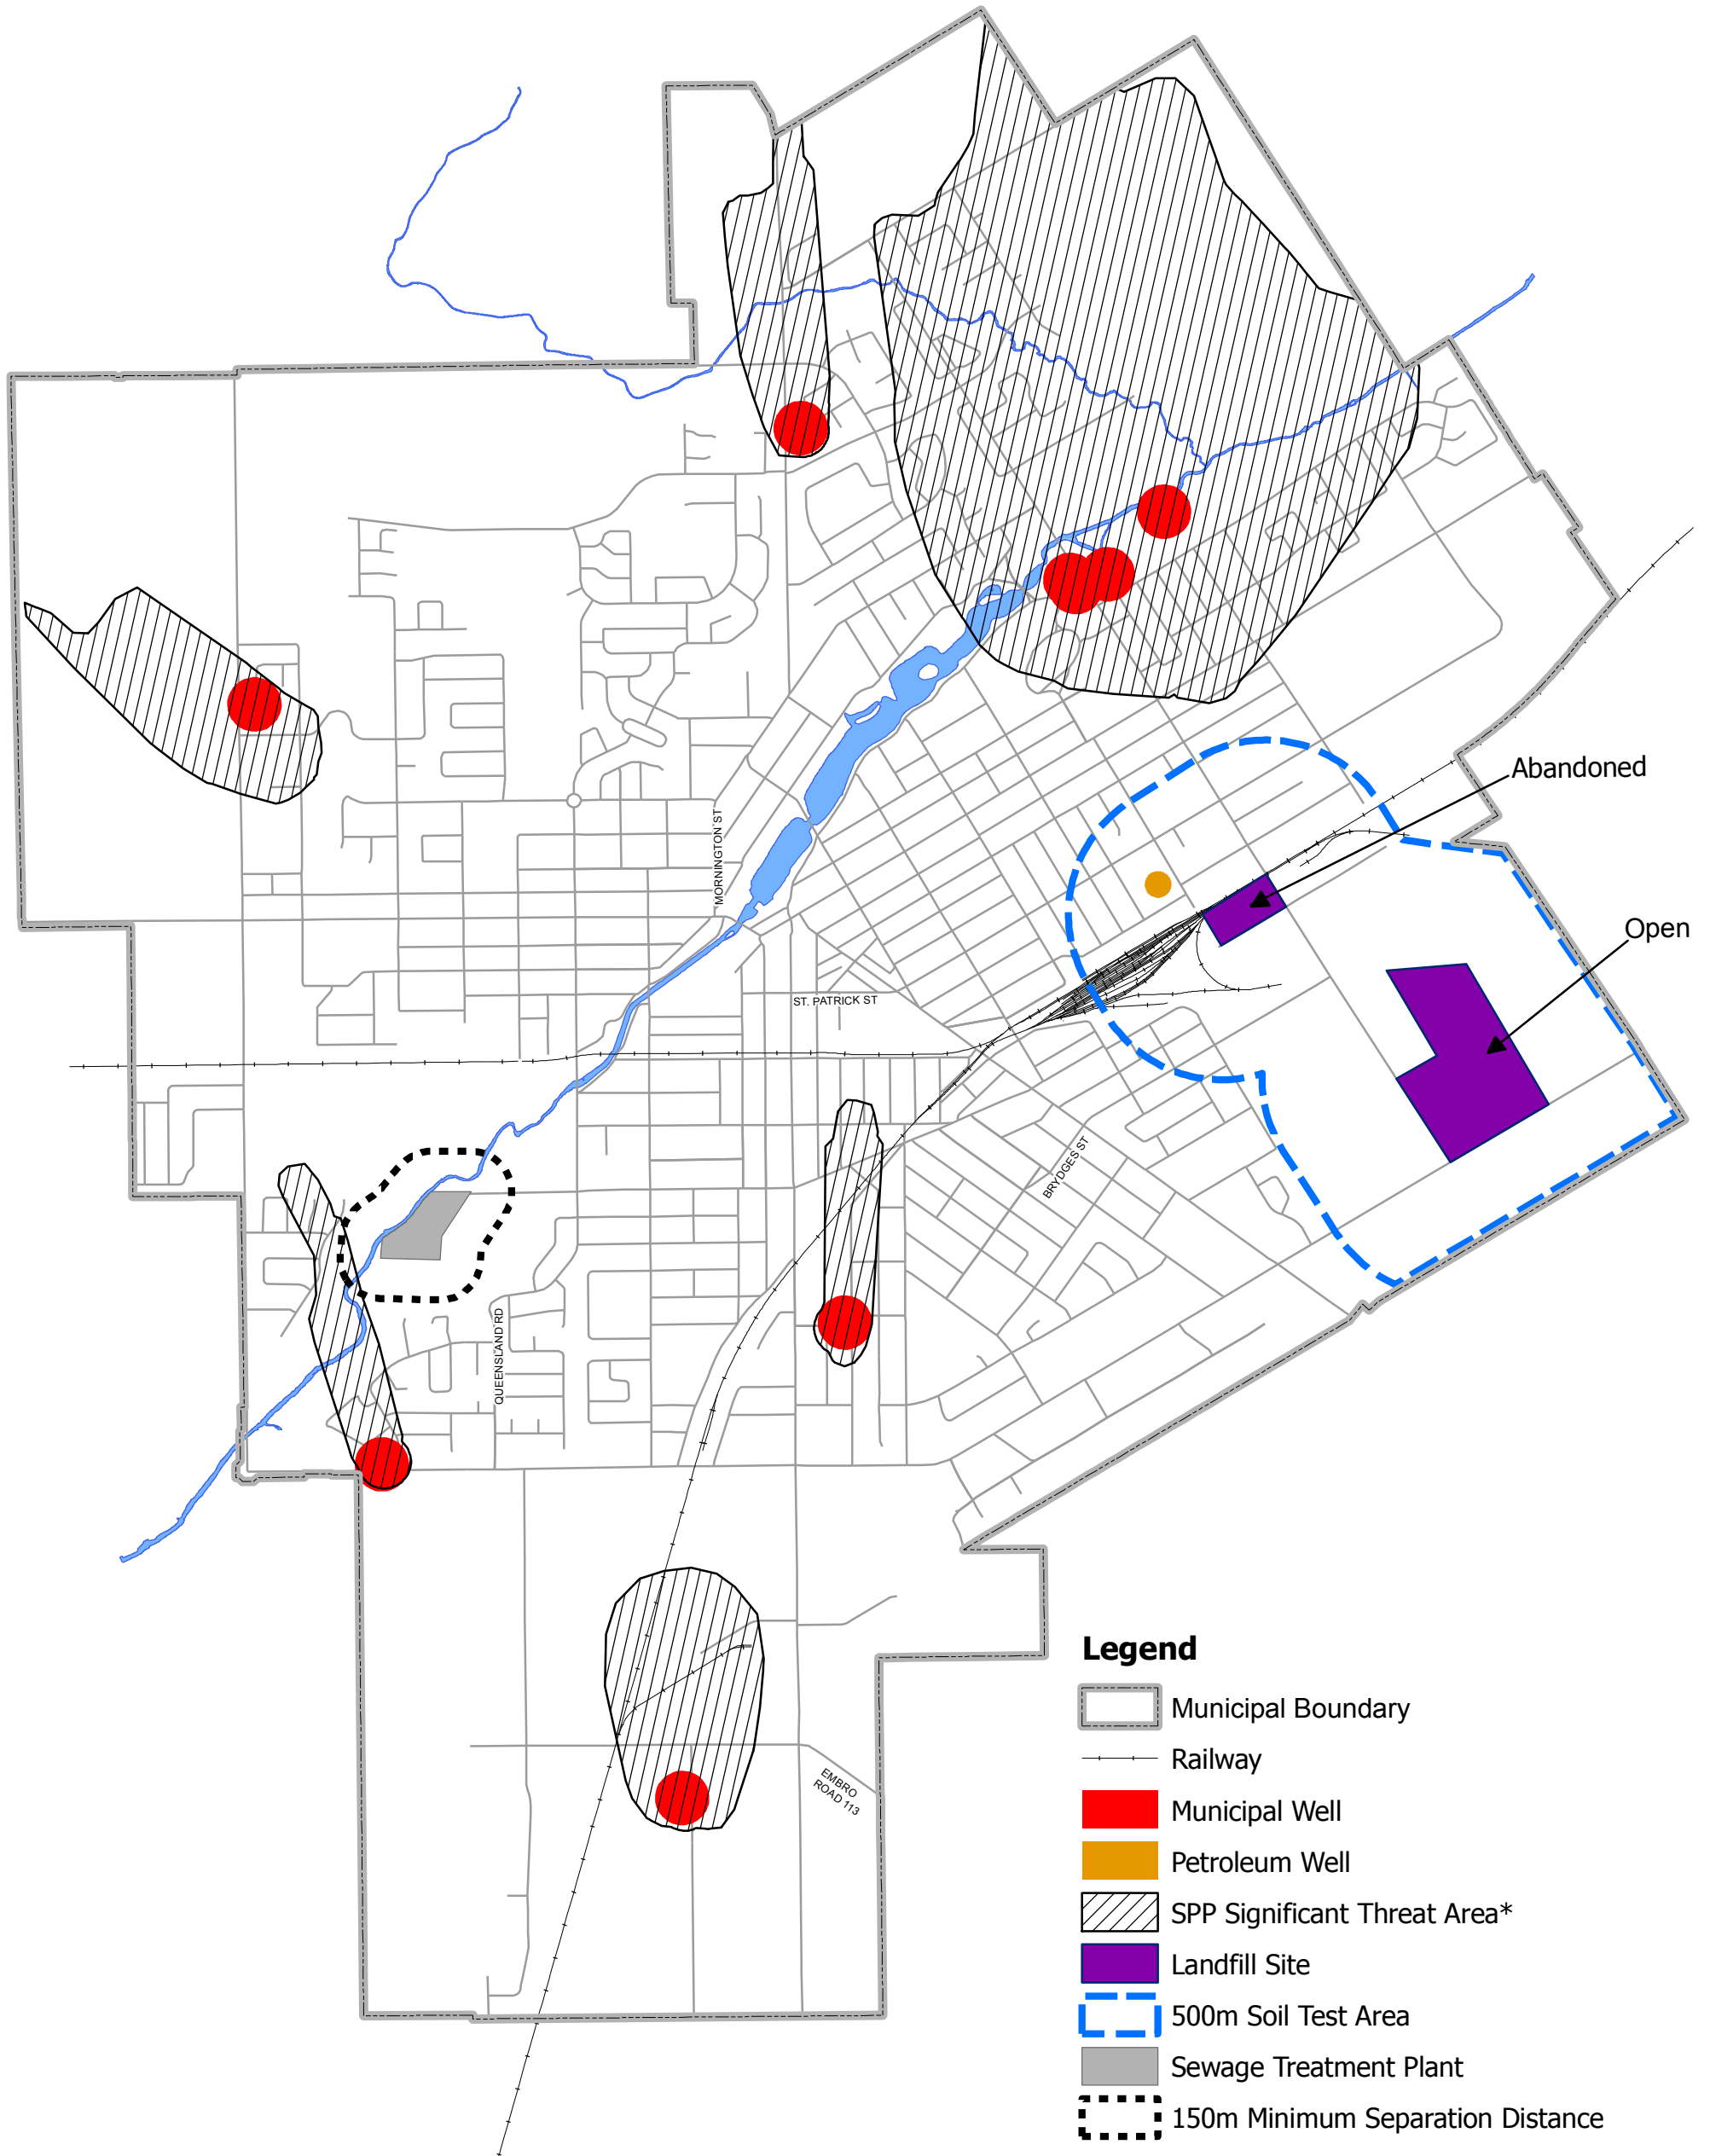 Abandoned
Open
MORNINGTON ST
ST. PATRICK ST
BRYDGES ST
QUEENSLAND RD
EMBRO
ROAD 113
Legend
Municipal Boundary
Railway
Municipal Well
Petroleum Well
SPP Significant Threat Area*
Landfill Site
500m Soil Test Area
Sewage Treatment Plant
150m Minimum Separation Distance